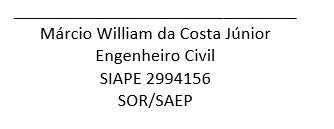 Márcio William da Costa Júnior
Engenheiro Civil
SIAPE 2994156
SOR/SAEP